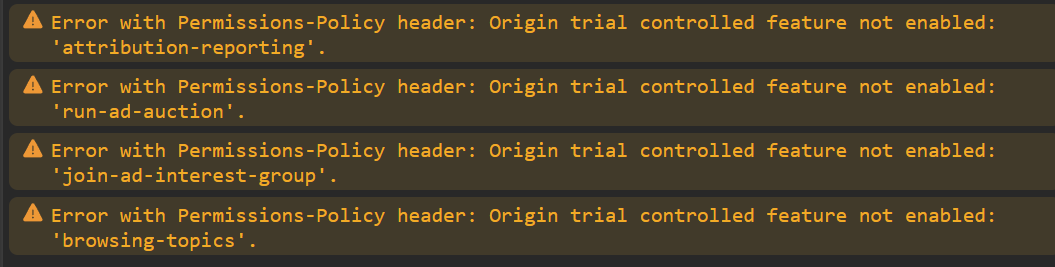 Error with Permissions-Policy header: Origin trial controlled feature not enabled:
'attribution-reporting'.
Error with Permissions-Policy header: Origin trial controlled feature not enabled:
'run-ad-auction'.
Error with Permissions-Policy header: Origin trial controlled feature not enabled:
'join-ad-interest-group'.
Error with Permissions-Policy header: Origin trial controlled feature not enabled:
'browsing-topics'.